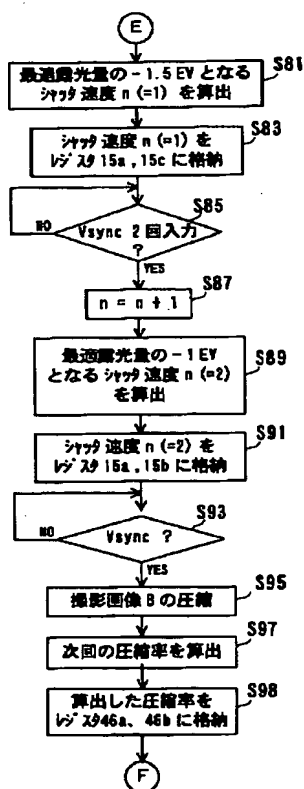 E
最適露光量の-1.5EVとなる
シャッタ速度n(=1)を算出
S81
シャッタ速度n(=1)を
レジスタ15a,15cに格納
S83
Vsync 2回入力
?
S85
NO
YES
n = n + 1
S87
最適露光量の-1EV
となるシャッタ速度n(=2)
を算出
S89
シャッタ速度n(=2)を
レジスタ15a,15bに格納
S91
Vsync ?
S93
NO
YES
撮影画像Bの圧縮
S95
次回の圧縮率を算出
S97
算出した圧縮率を
レジスタ46a、46bに格納
S98
F